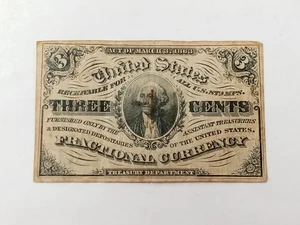 ACT OF MARCH 3, 1863.
3 United States 3
RECEIVABLE FOR ALL U.S. STAMPS.
THREE CENTS
FURNISHED ONLY BY THE ASSISTANT TREASURERS
& DESIGNATED DEPOSITARIES OF THE UNITED STATES.
FRACTIONAL CURRENCY
TREASURY DEPARTMENT